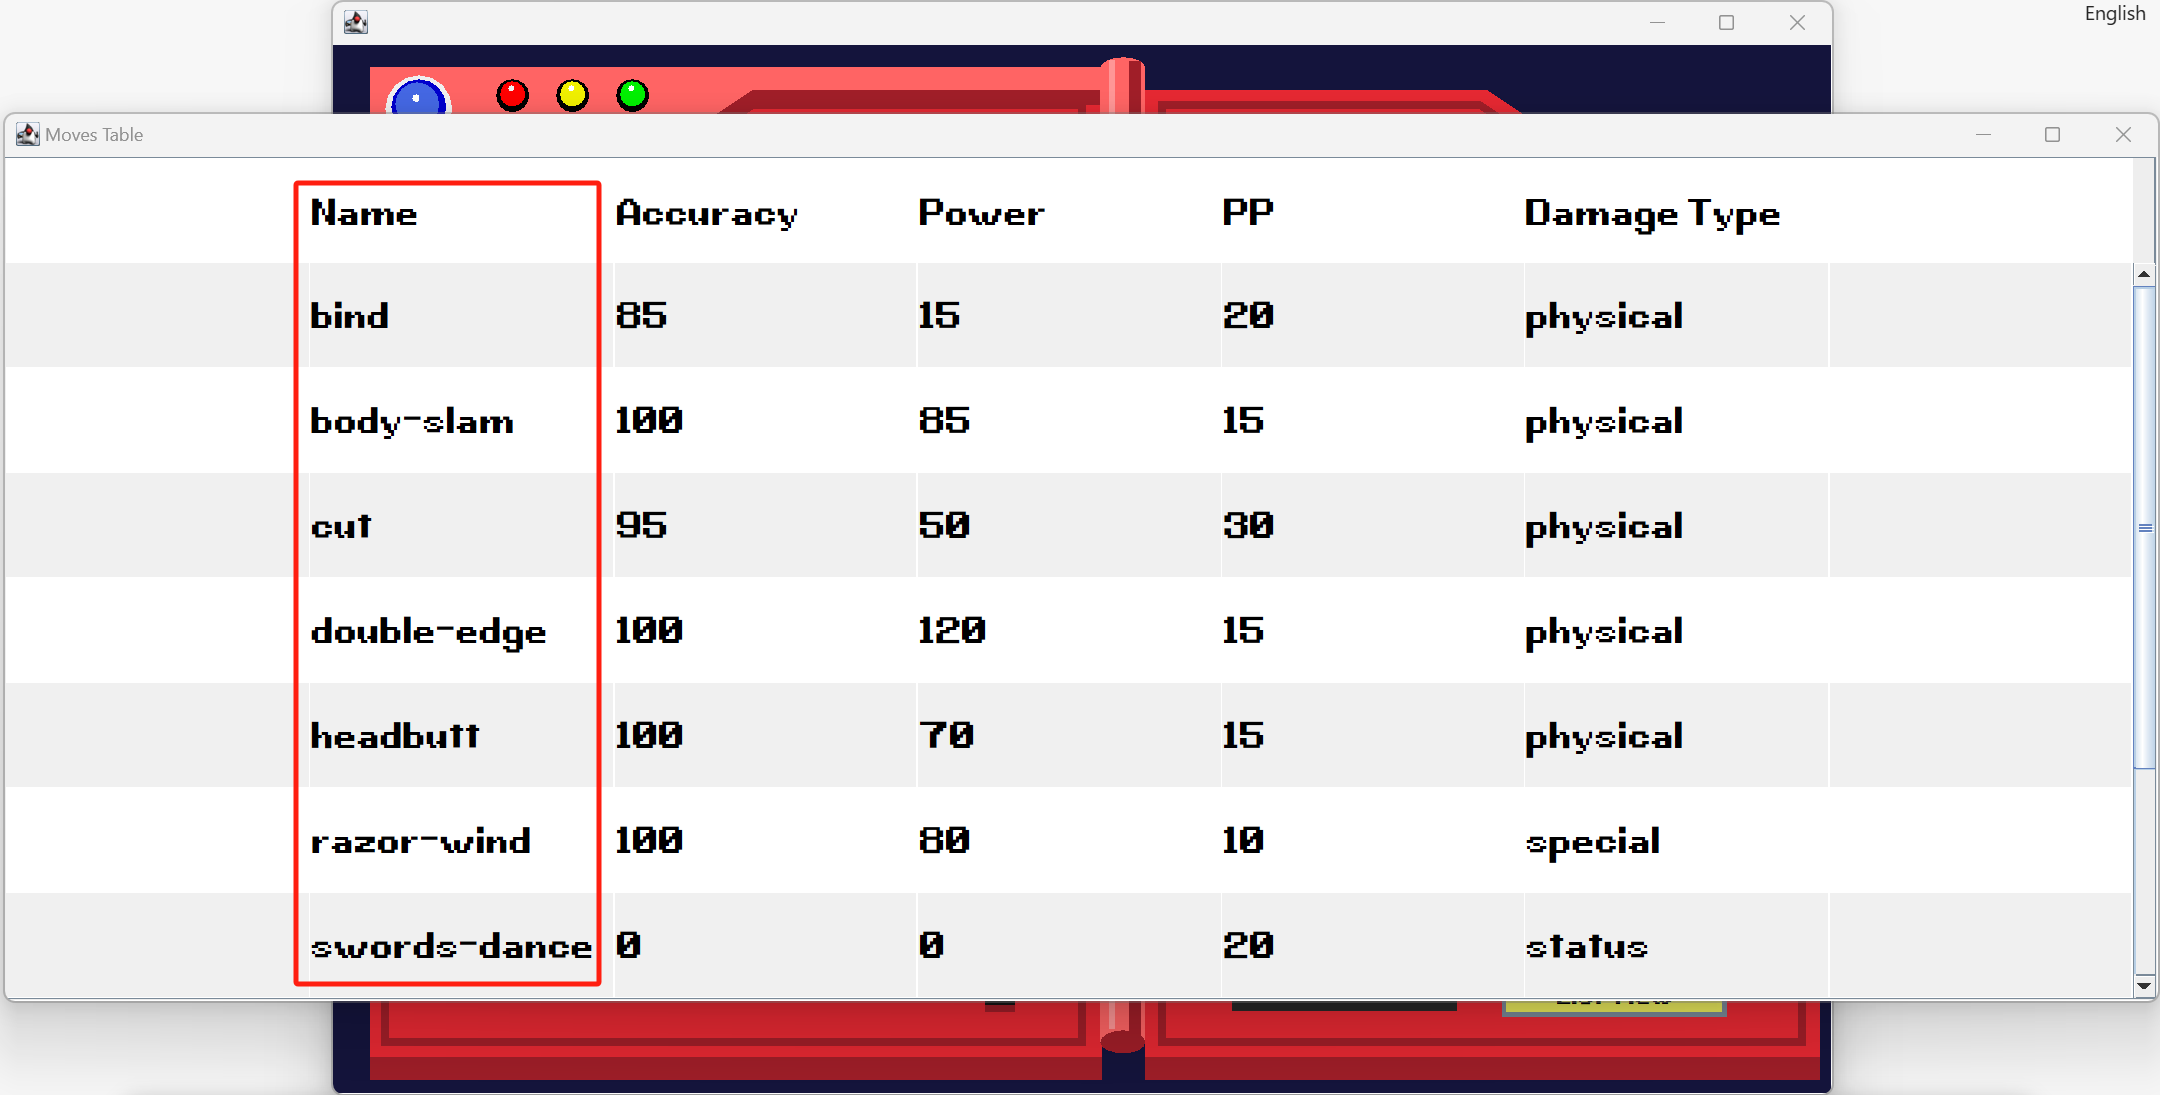 English
Moves Table
Name Accuracy Power PP Damage Type
bind 85 15 20 physical
body-slam 100 85 15 physical
cut 95 50 30 physical
double-edge 100 120 15 physical
headbutt 100 70 15 physical
razor-wind 100 80 10 special
swords-dance 0 0 20 status